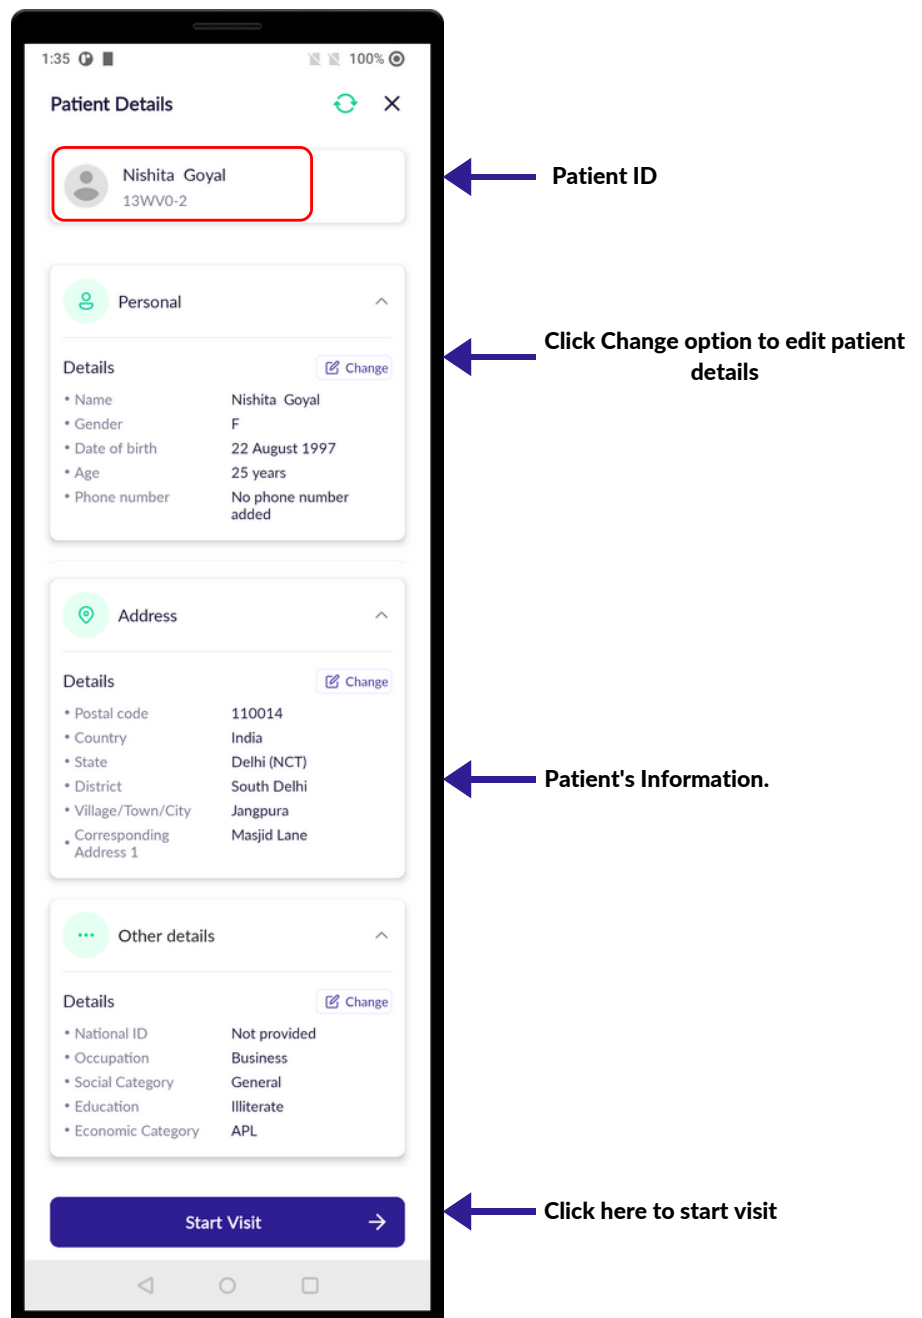 1:35 100%
Patient Details
Nishita Goyal
13WV0-2
Patient ID
Personal
Click Change option to edit patient
details
Details Change
• Name Nishita Goyal
• Gender F
• Date of birth 22 August 1997
• Age 25 years
• Phone number No phone number
added
Address
Details Change
• Postal code 110014
• Country India
• State Delhi (NCT)
• District South Delhi
• Village/Town/City Jangpura
• Corresponding Masjid Lane
Address 1
Patient's Information.
Other details
Details Change
• National ID Not provided
• Occupation Business
• Social Category General
• Education Illiterate
• Economic Category APL
Start Visit
Click here to start visit